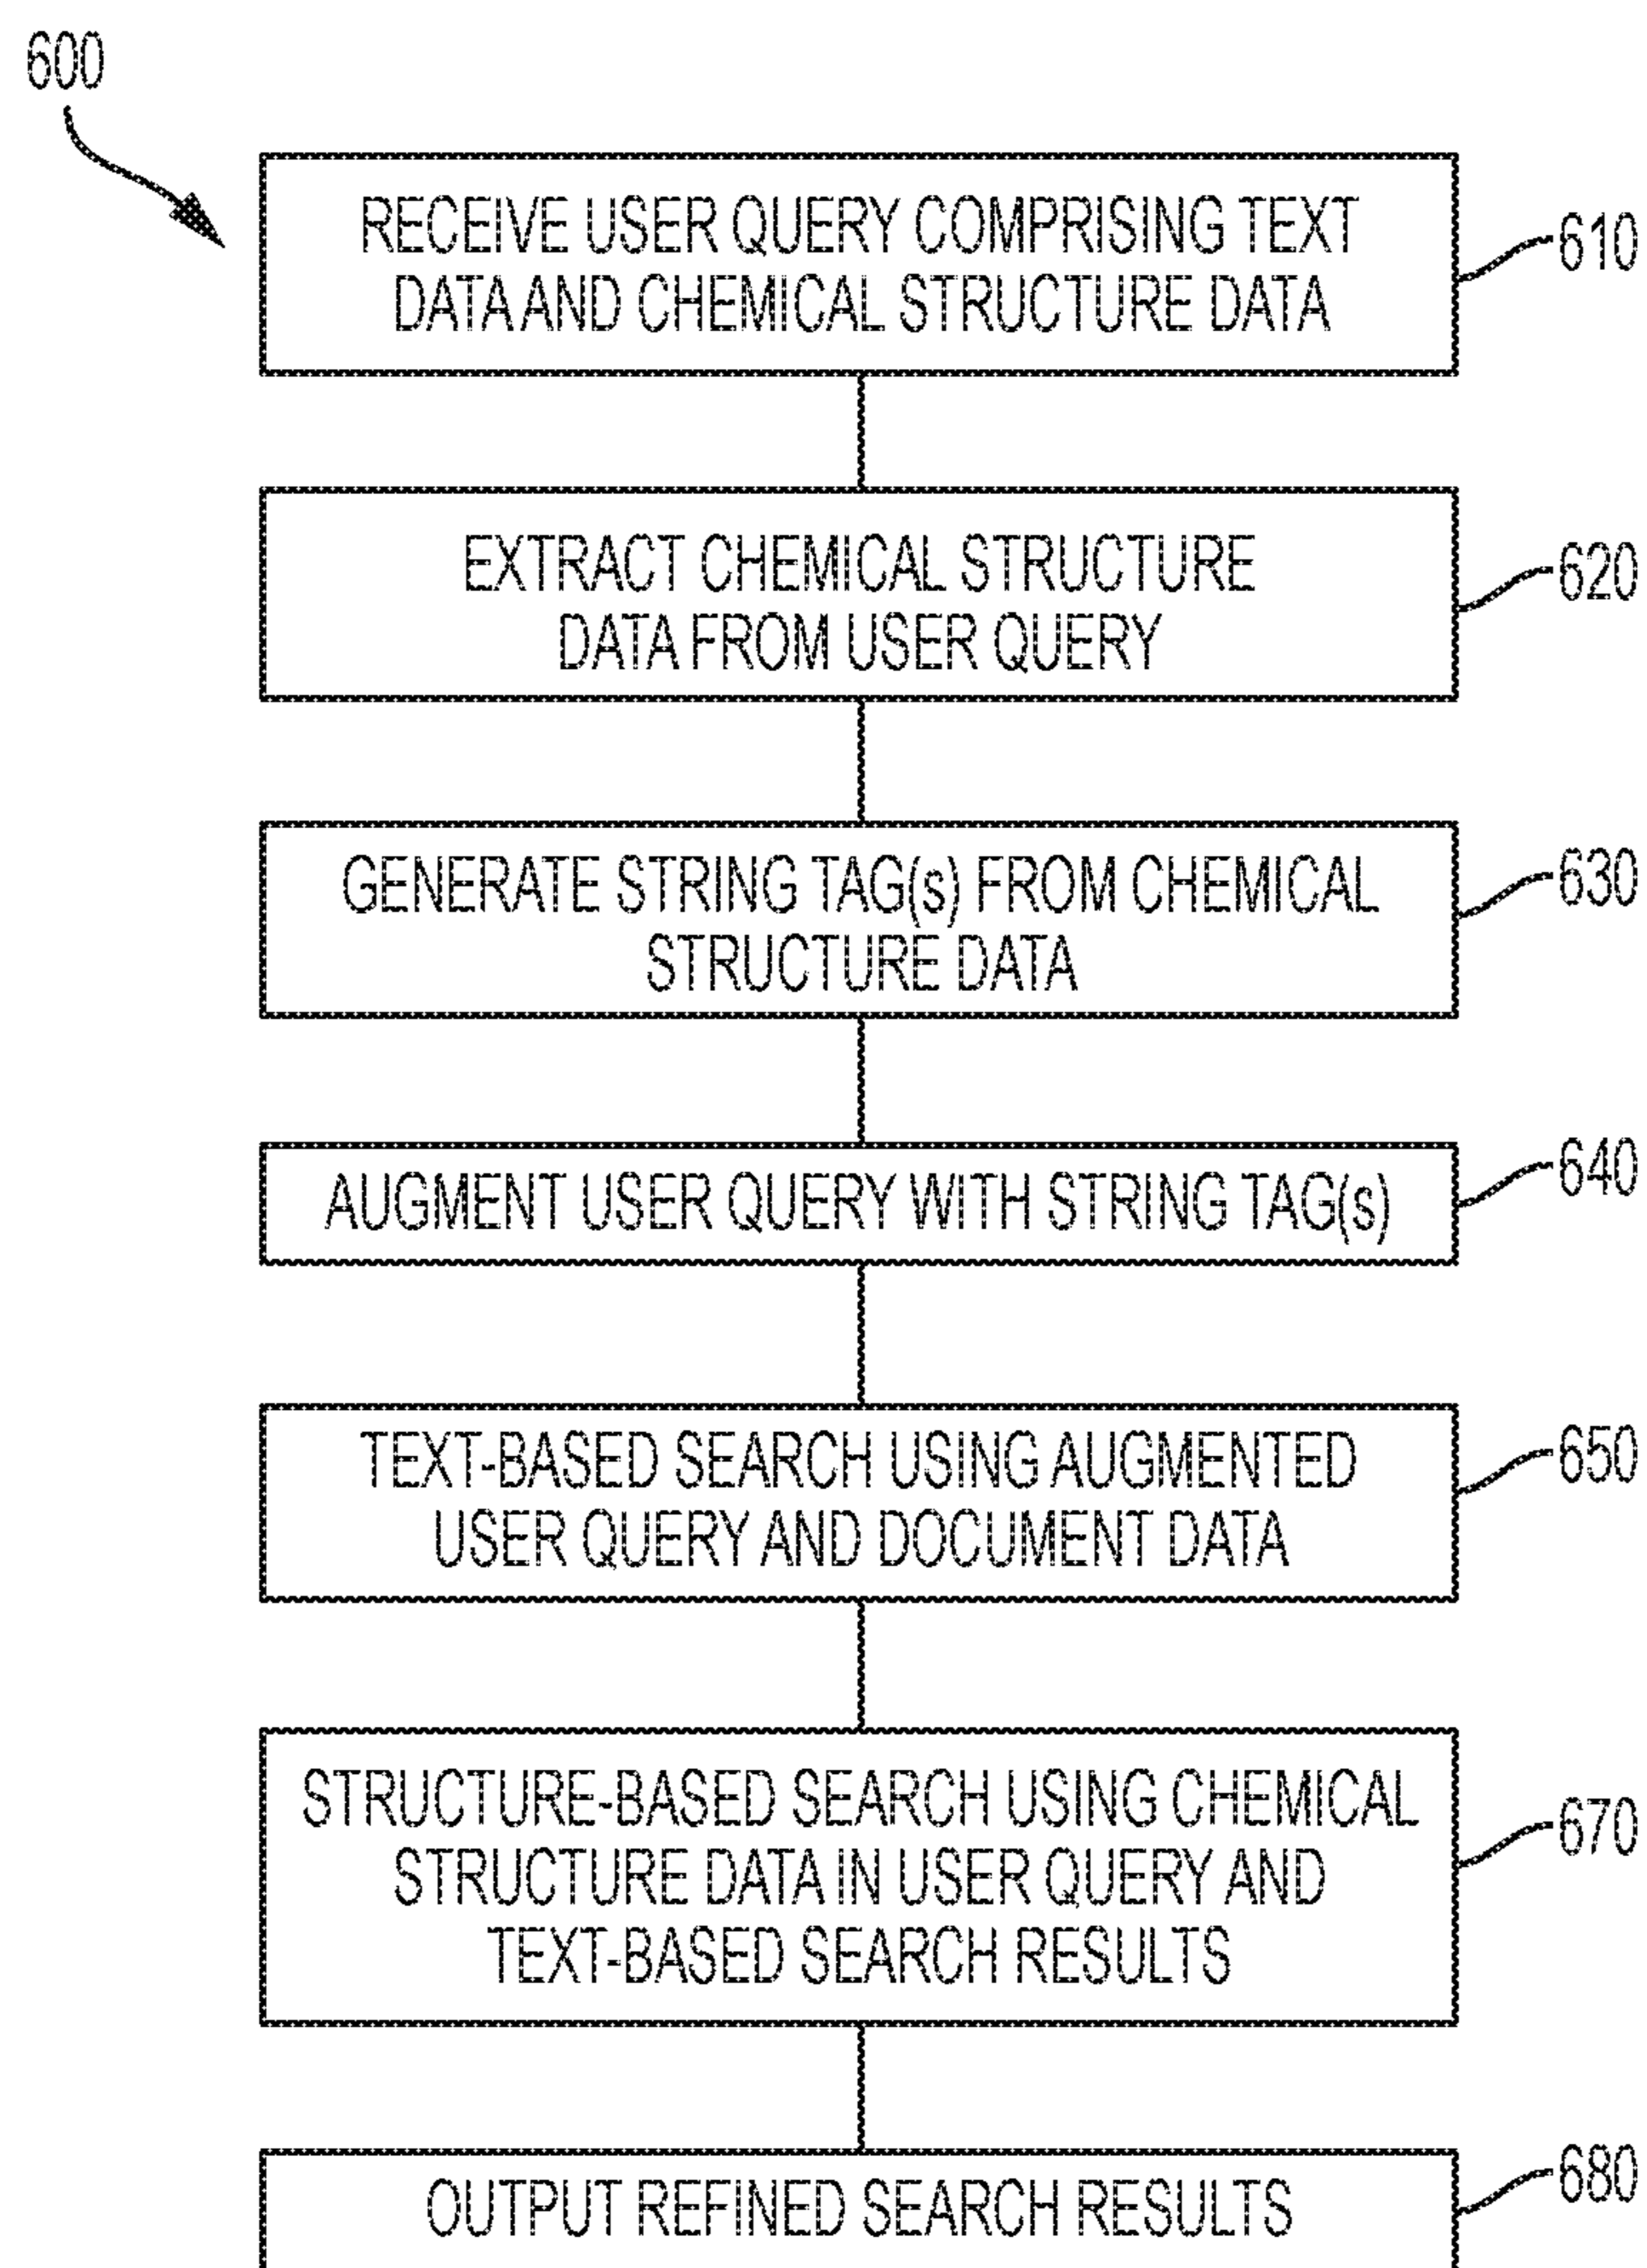 600
RECEIVE USER QUERY COMPRISING TEXT
DATA AND CHEMICAL STRUCTURE DATA
610
EXTRACT CHEMICAL STRUCTURE
DATA FROM USER QUERY
620
GENERATE STRING TAG(s) FROM CHEMICAL
STRUCTURE DATA
630
AUGMENT USER QUERY WITH STRING TAG(s)
640
TEXT-BASED SEARCH USING AUGMENTED
USER QUERY AND DOCUMENT DATA
650
STRUCTURE-BASED SEARCH USING CHEMICAL
STRUCTURE DATA IN USER QUERY AND
TEXT-BASED SEARCH RESULTS
670
OUTPUT REFINED SEARCH RESULTS
680